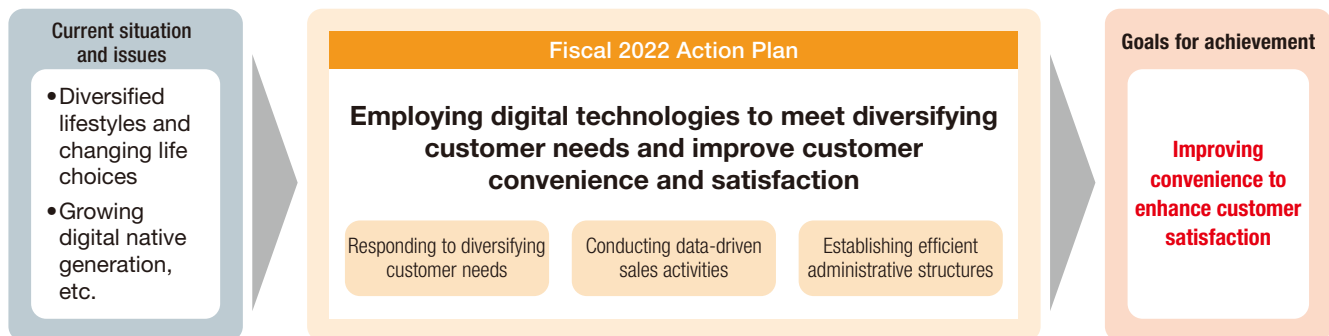 Current situation
and issues
•Diversified
lifestyles and
changing life
choices
•Growing
digital native
generation,
etc.
Fiscal 2022 Action Plan
Employing digital technologies to meet diversifying
customer needs and improve customer
convenience and satisfaction
Responding to diversifying
customer needs
Conducting data-driven
sales activities
Establishing efficient
administrative structures
Goals for achievement
Improving
convenience to
enhance customer
satisfaction